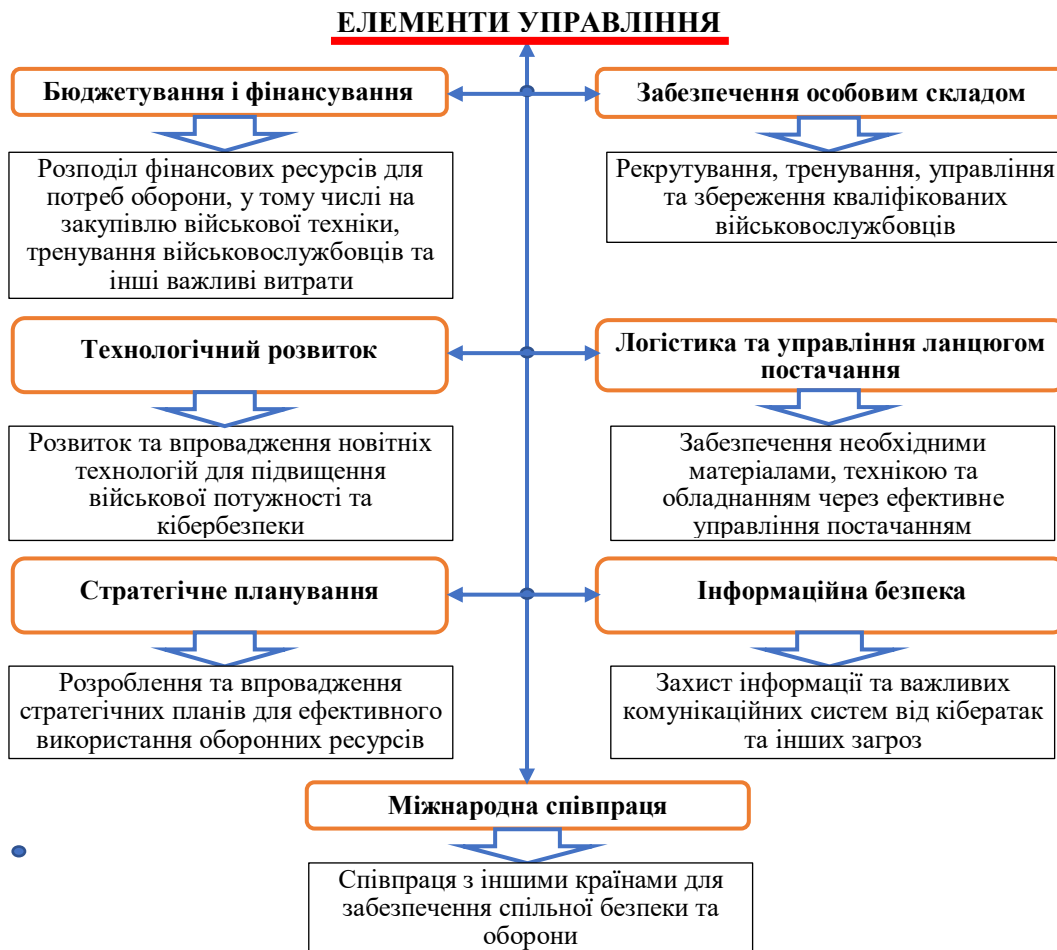 ЕЛЕМЕНТИ УПРАВЛІННЯ
Бюджетування і фінансування
Розподіл фінансових ресурсів для
потреб оборони, у тому числі на
закупівлю військової техніки,
тренування військовослужбовців та
інші важливі витрати
Забезпечення особовим складом
Рекрутування, тренування, управління
та збереження кваліфікованих
військовослужбовців
Технологічний розвиток
Розвиток та впровадження новітніх
технологій для підвищення
військової потужності та
кібербезпеки
Логістика та управління ланцюгом
постачання
Забезпечення необхідними
матеріалами, технікою та
обладнанням через ефективне
управління постачанням
Стратегічне планування
Розроблення та впровадження
стратегічних планів для ефективного
використання оборонних ресурсів
Інформаційна безпека
Захист інформації та важливих
комунікаційних систем від кібератак
та інших загроз
Міжнародна співпраця
Співпраця з іншими країнами для
забезпечення спільної безпеки та
оборони